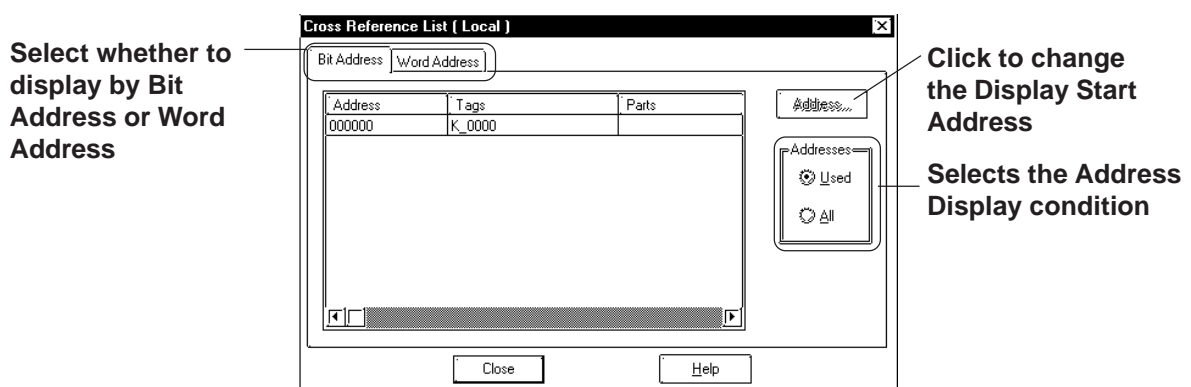 Cross Reference List ( Local )
Select whether to
display by Bit
Address or Word
Address
Bit Address
Word Address
Address Tags Parts
000000 K_0000
Address...
Addresses
Used
All
Close
Help
Click to change
the Display Start
Address
Selects the Address
Display condition